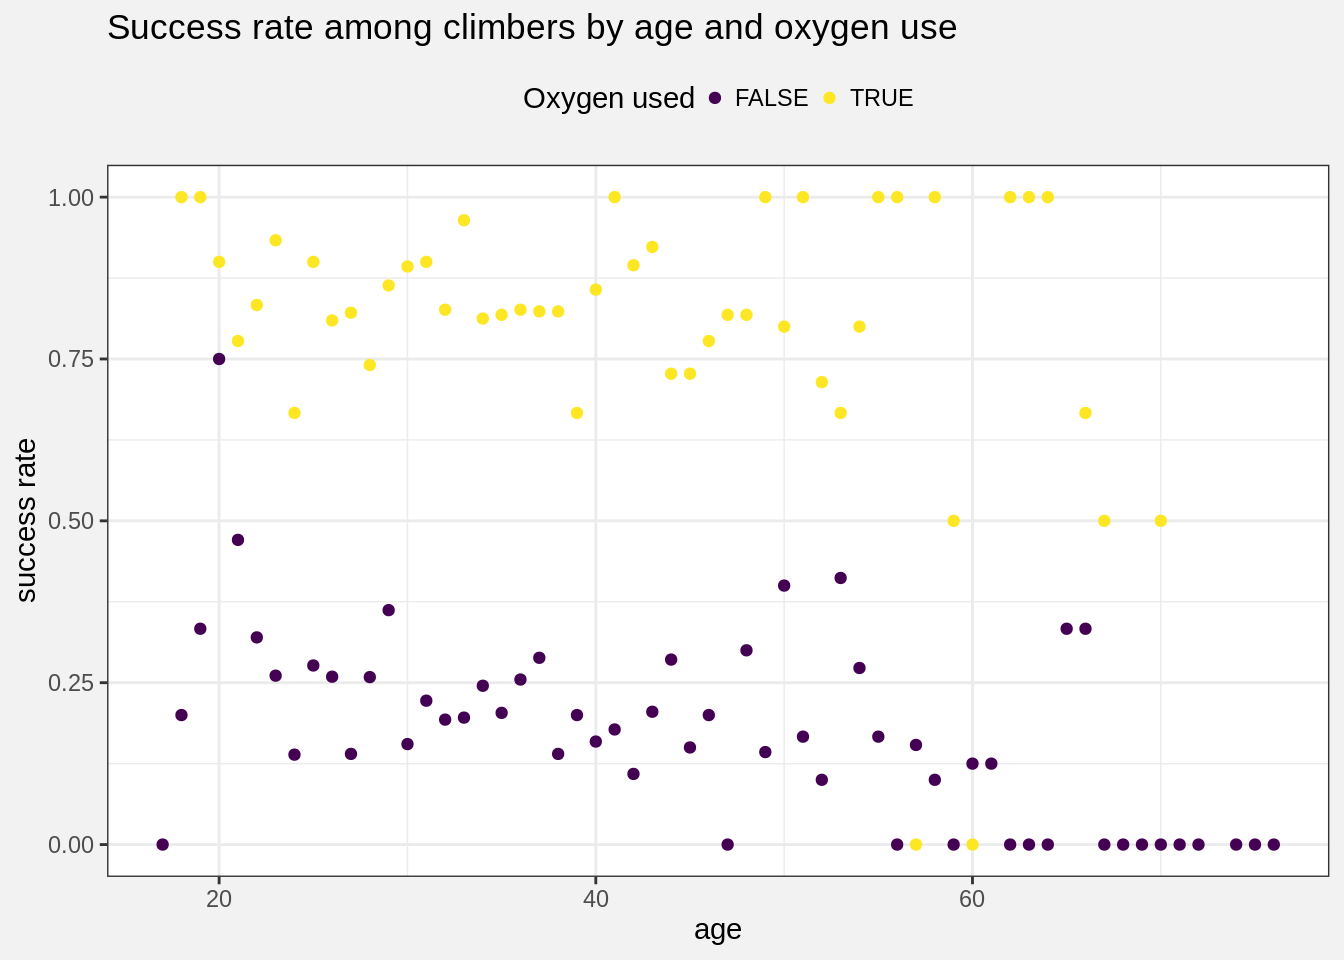 Success rate among climbers by age and oxygen use
Oxygen used FALSE TRUE
1.00
0.75
0.50
0.25
0.00
success rate
20 40 60
age